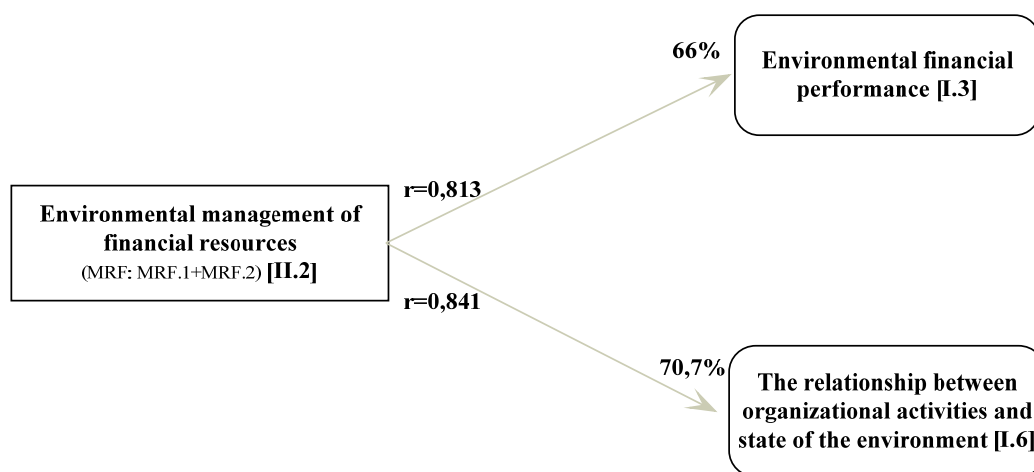 66%
Environmental financial
performance [I.3]
r=0,813
Environmental management of
financial resources
(MRF: MRF.1+MRF.2) [II.2]
r=0,841
70,7%
The relationship between
organizational activities and
state of the environment [I.6]